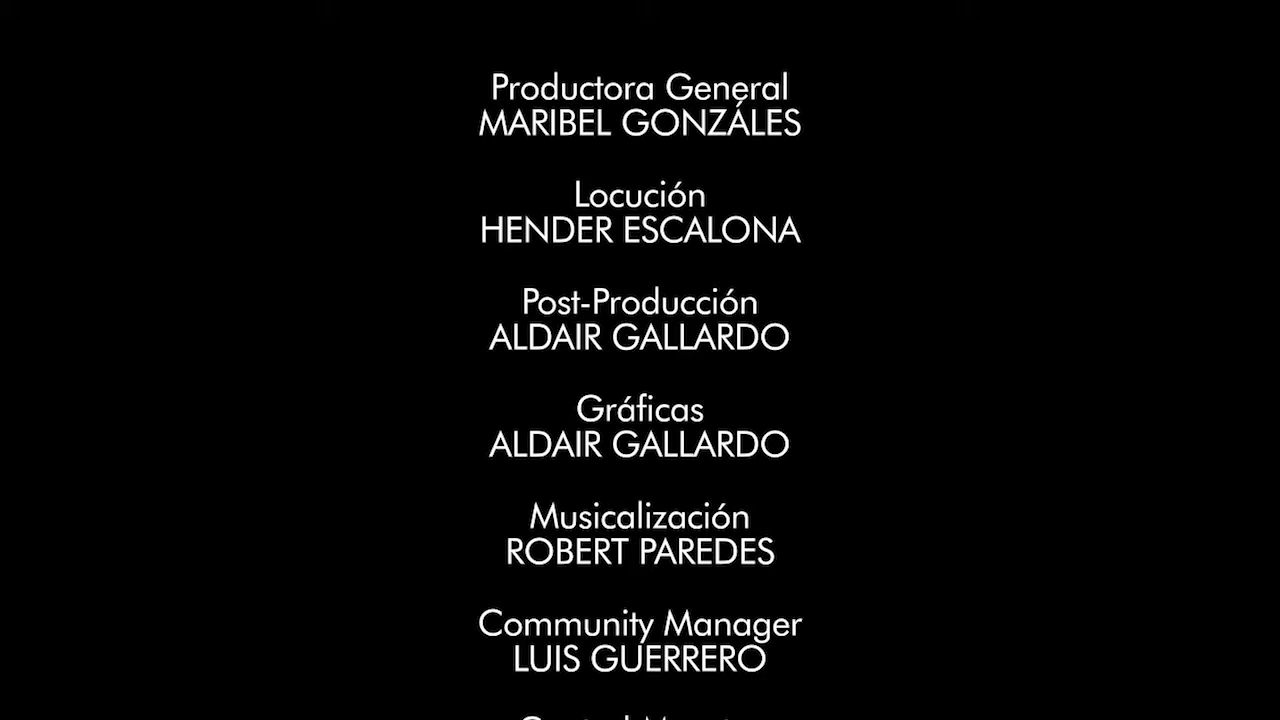 Productora General
MARIBEL GONZÁLES
Locución
HENDER ESCALONA
Post-Producción
ALDAIR GALLARDO
Gráficas
ALDAIR GALLARDO
Musicalización
ROBERT PAREDES
Community Manager
LUIS GUERRERO